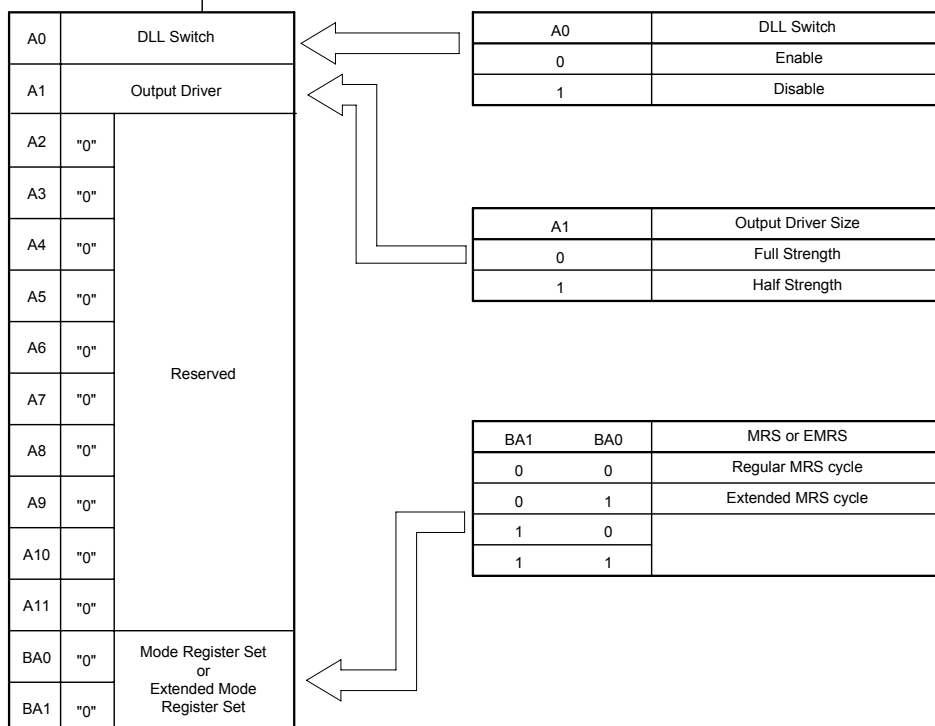 A0 DLL Switch
A1 Output Driver
A2 "0"
A3 "0"
A4 "0"
A5 "0"
A6 "0"
Reserved
A7 "0"
A8 "0"
A9 "0"
A10 "0"
A11 "0"
BA0 "0"
BA1 "0"
Mode Register Set
or
Extended Mode
Register Set
A0 DLL Switch
0 Enable
1 Disable
A1 Output Driver Size
0 Full Strength
1 Half Strength
BA1 BA0 MRS or EMRS
0 0 Regular MRS cycle
0 1 Extended MRS cycle
1 0
1 1